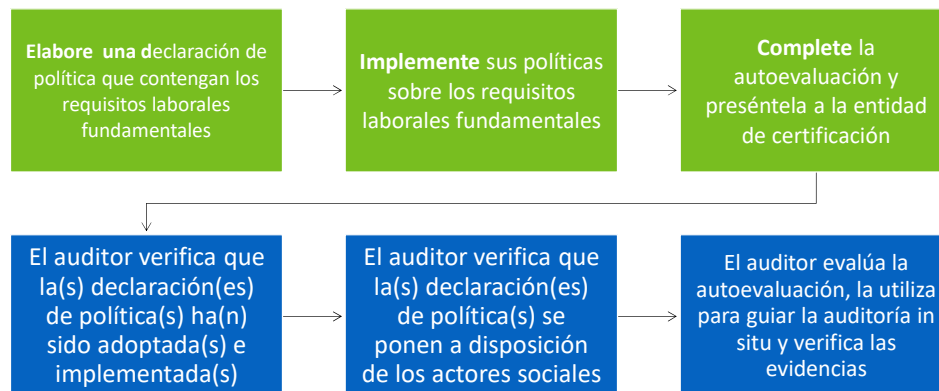 Elabore una declaración de
política que contengan los
requisitos laborales
fundamentales
Implemente sus políticas
sobre los requisitos
laborales fundamentales
Complete la
autoevaluación y
preséntela a la entidad
de certificación
El auditor verifica que
la(s) declaración(es)
de política(s) ha(n)
sido adoptada(s) e
implementada(s)
El auditor verifica que
la(s) declaración(es)
de política(s) se
ponen a disposición
de los actores sociales
El auditor evalúa la
autoevaluación, la utiliza
para guiar la auditoría in
situ y verifica las
evidencias